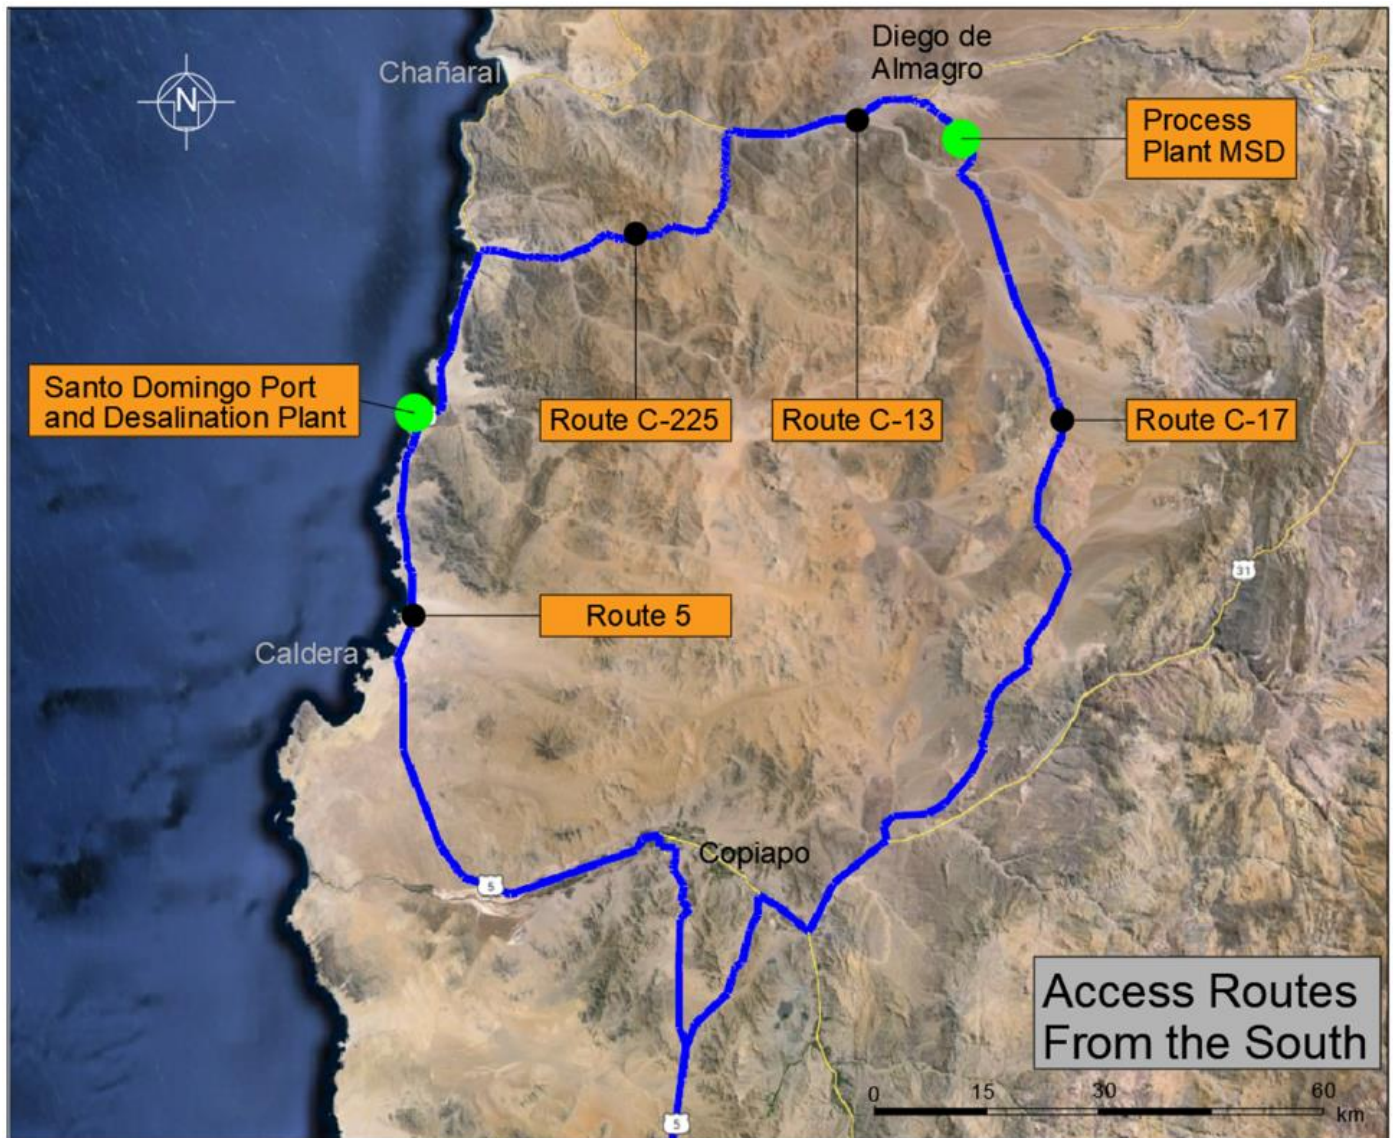 Diego de
Almagro
Chañaral
N
Process
Plant MSD
Santo Domingo Port
and Desalination Plant
Route C-225
Route C-13
Route C-17
31
Route 5
Caldera
Copiapo
5
Access Routes
From the South
0 15 30 60
km
5